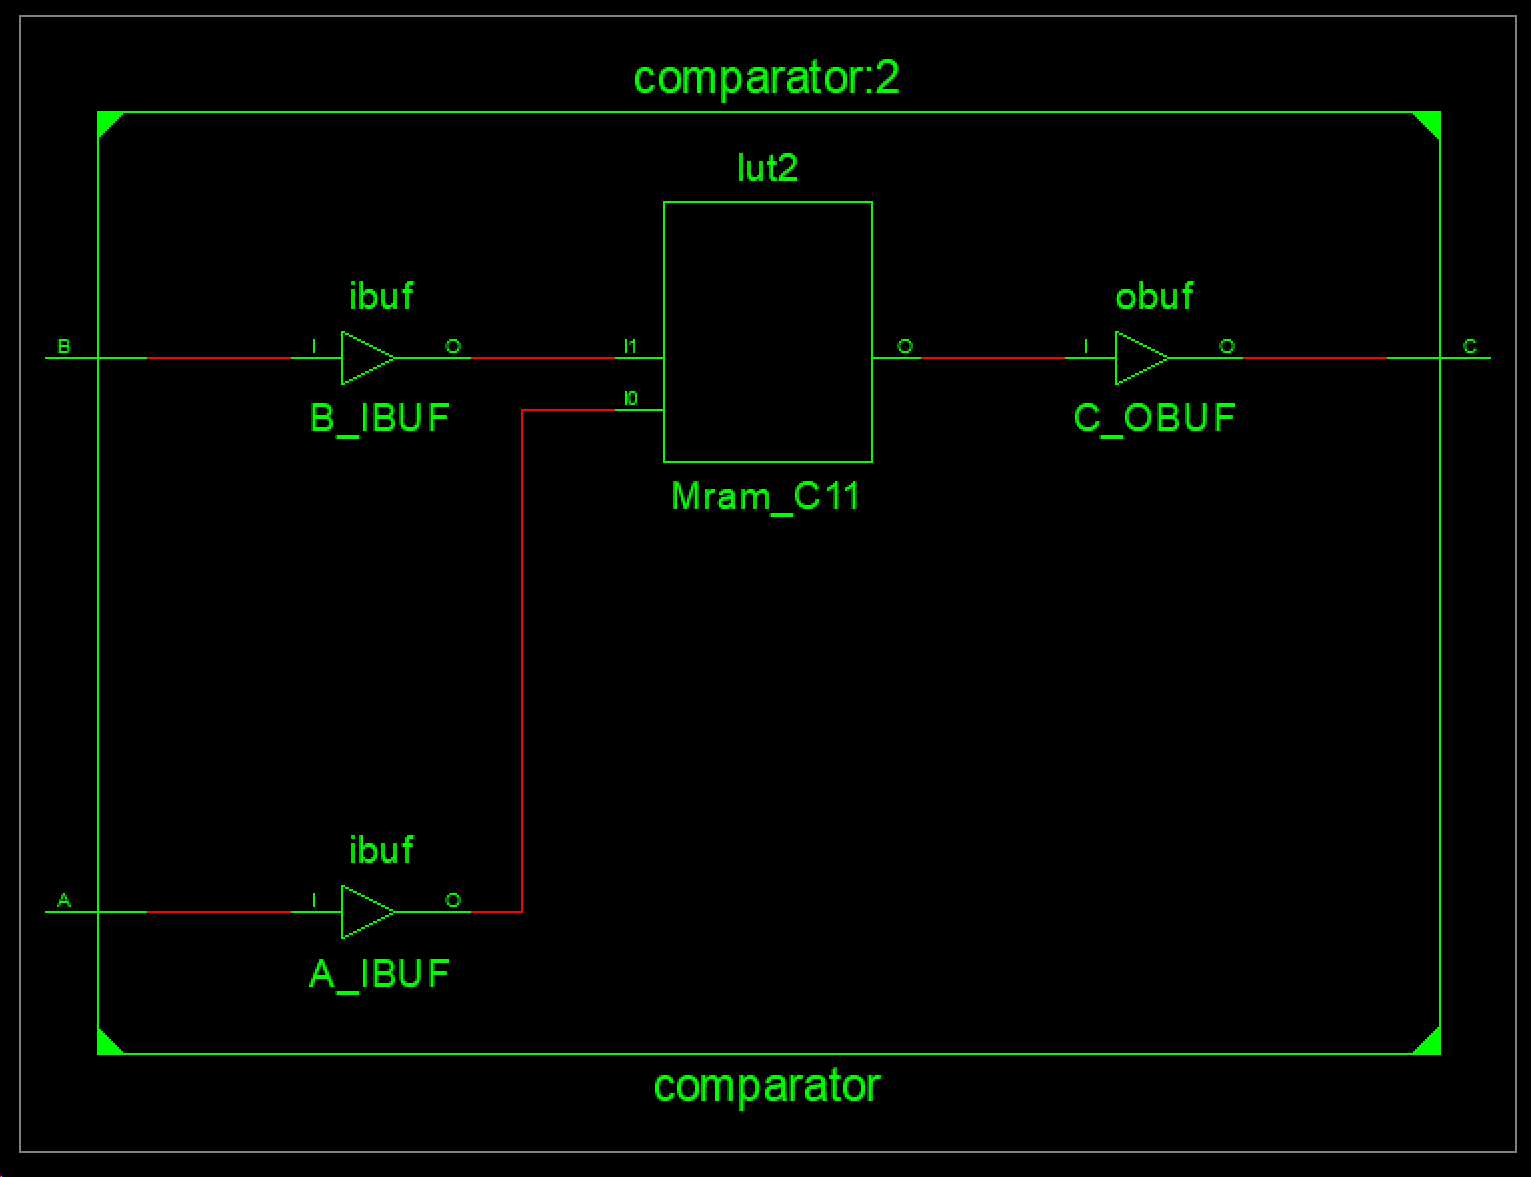 comparator:2
lut2
ibuf
obuf
B I O I1 O I O C
I0
B_IBUF
C_OBUF
Mram_C11
ibuf
A I O
A_IBUF
comparator